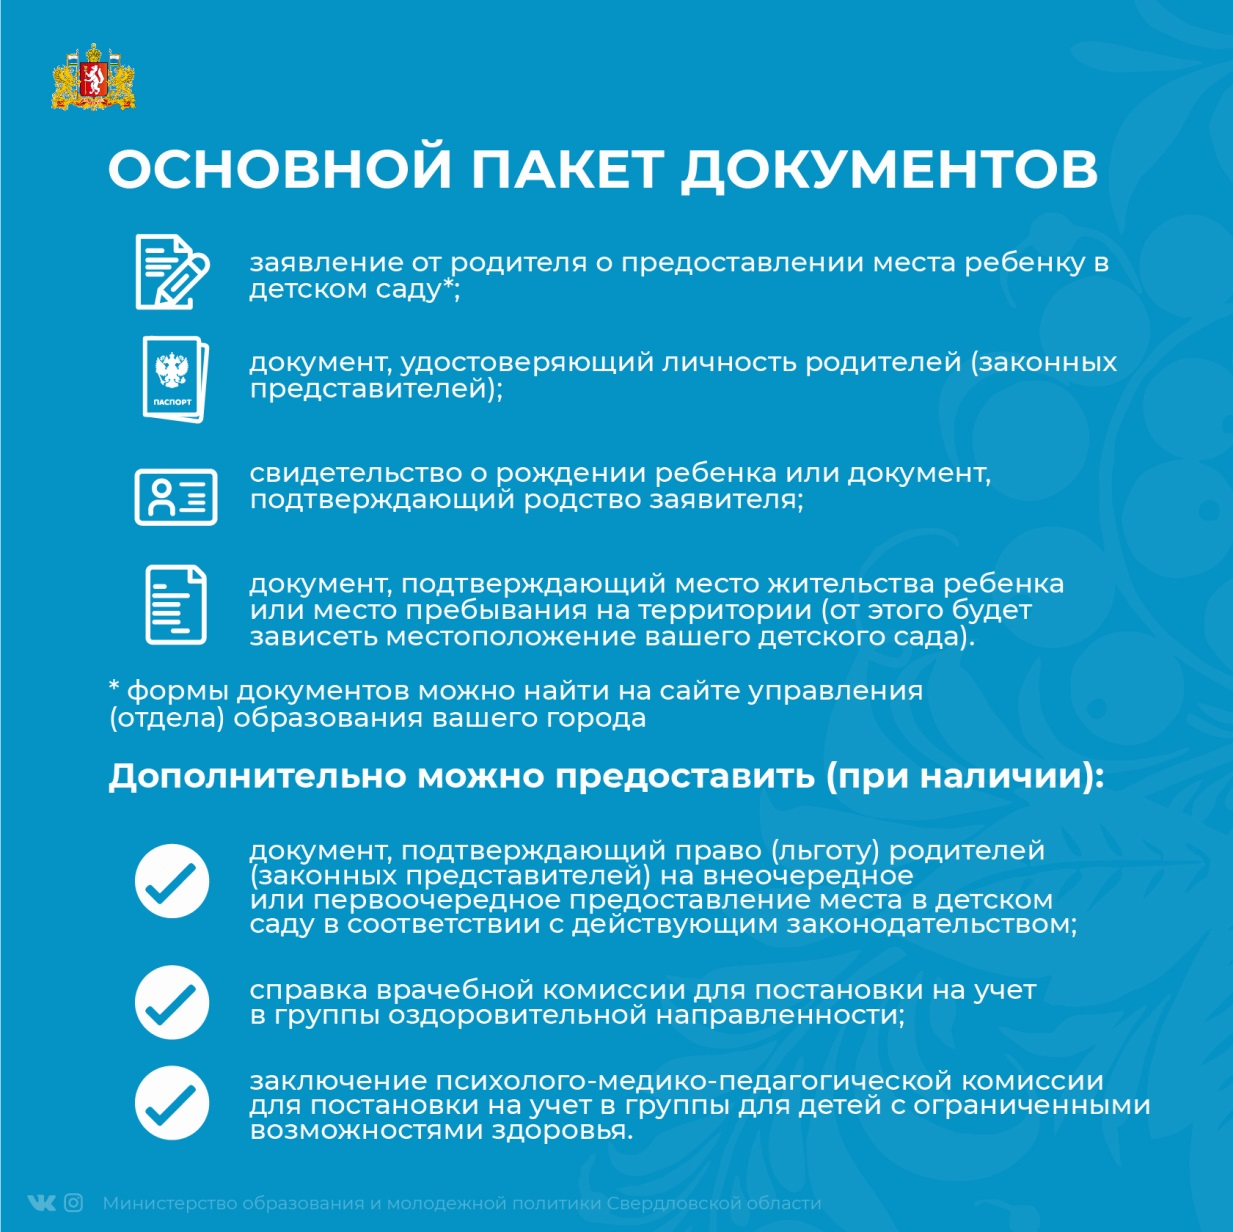 ОСНОВНОЙ ПАКЕТ ДОКУМЕНТОВ
заявление от родителя о предоставлении места ребенку в
детском саду*;
ПАСПОРТ
документ, удостоверяющий личность родителей (законных
представителей);
свидетельство о рождении ребенка или документ,
подтверждающий родство заявителя;
документ, подтверждающий место жительства ребенка
или место пребывания на территории (от этого будет
зависеть местоположение вашего детского сада).
* формы документов можно найти на сайте управления
(отдела) образования вашего города
Дополнительно можно предоставить (при наличии):
документ, подтверждающий право (льготу) родителей
(законных представителей) на внеочередное
или первоочередное предоставление места в детском
саду в соответствии с действующим законодательством;
справка врачебной комиссии для постановки на учет
в группы оздоровительной направленности;
заключение психолого-медико-педагогической комиссии
для постановки на учет в группы для детей с ограниченными
возможностями здоровья.
Министерство образования и молодежной политики Свердловской области